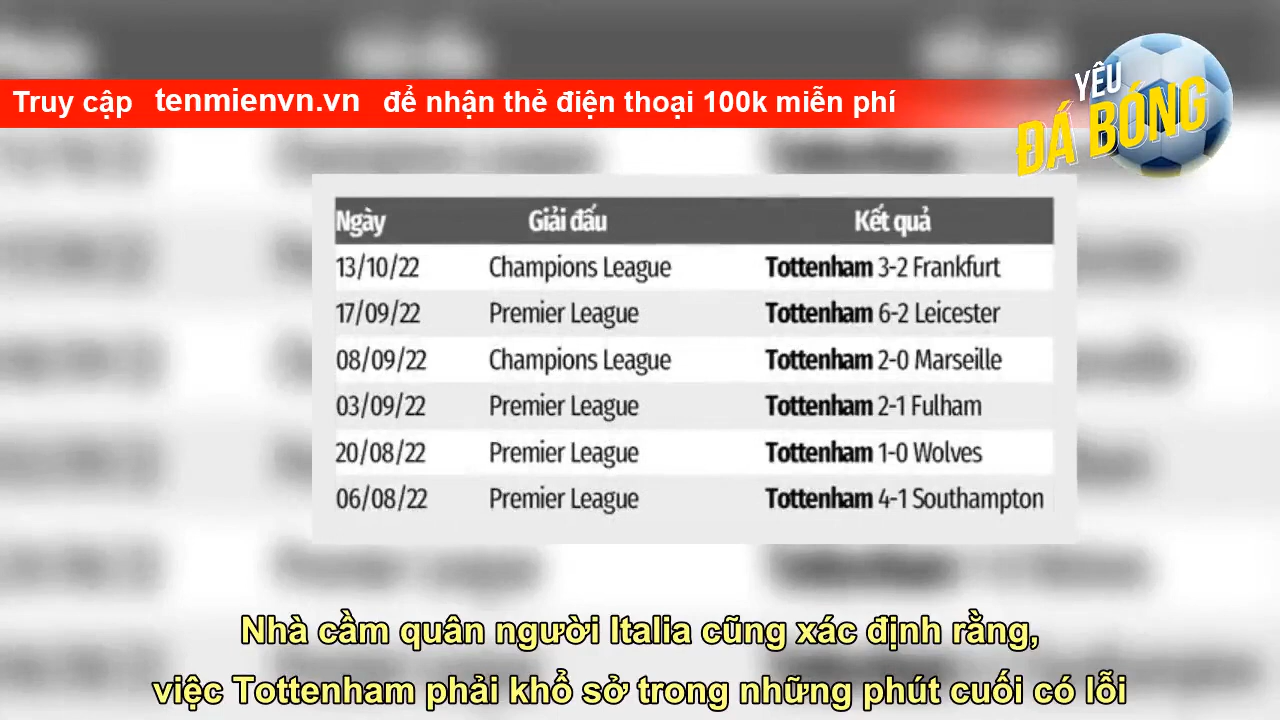 YÊU
ĐÁ BÓNG
Truy cập tenmienvn.vn để nhận thẻ điện thoại 100k miễn phí
Ngày Giải đấu Kết quả
13/10/22 Champions League Tottenham 3-2 Frankfurt
17/09/22 Premier League Tottenham 6-2 Leicester
08/09/22 Champions League Tottenham 2-0 Marseille
03/09/22 Premier League Tottenham 2-1 Fulham
20/08/22 Premier League Tottenham 1-0 Wolves
06/08/22 Premier League Tottenham 4-1 Southampton
Nhà cầm quân người Italia cũng xác định rằng,
việc Tottenham phải khổ sở trong những phút cuối có lỗi